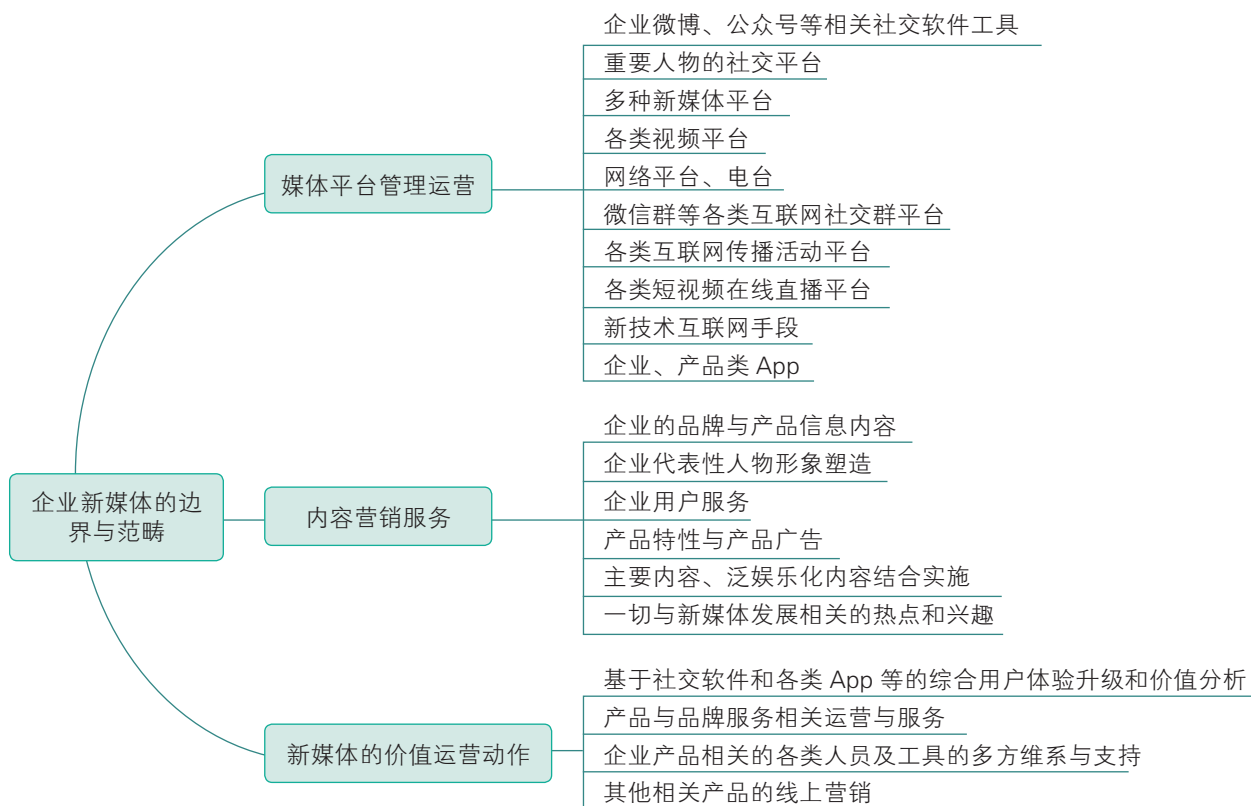 企业新媒体的边
界与范畴
媒体平台管理运营
企业微博、公众号等相关社交软件工具
重要人物的社交平台
多种新媒体平台
各类视频平台
网络平台、电台
微信群等各类互联网社交群平台
各类互联网传播活动平台
各类短视频在线直播平台
新技术互联网手段
企业、产品类 App
内容营销服务
企业的品牌与产品信息内容
企业代表性人物形象塑造
企业用户服务
产品特性与产品广告
主要内容、泛娱乐化内容结合实施
一切与新媒体发展相关的热点和兴趣
新媒体的价值运营动作
基于社交软件和各类 App 等的综合用户体验升级和价值分析
产品与品牌服务相关运营与服务
企业产品相关的各类人员及工具的多方维系与支持
其他相关产品的线上营销